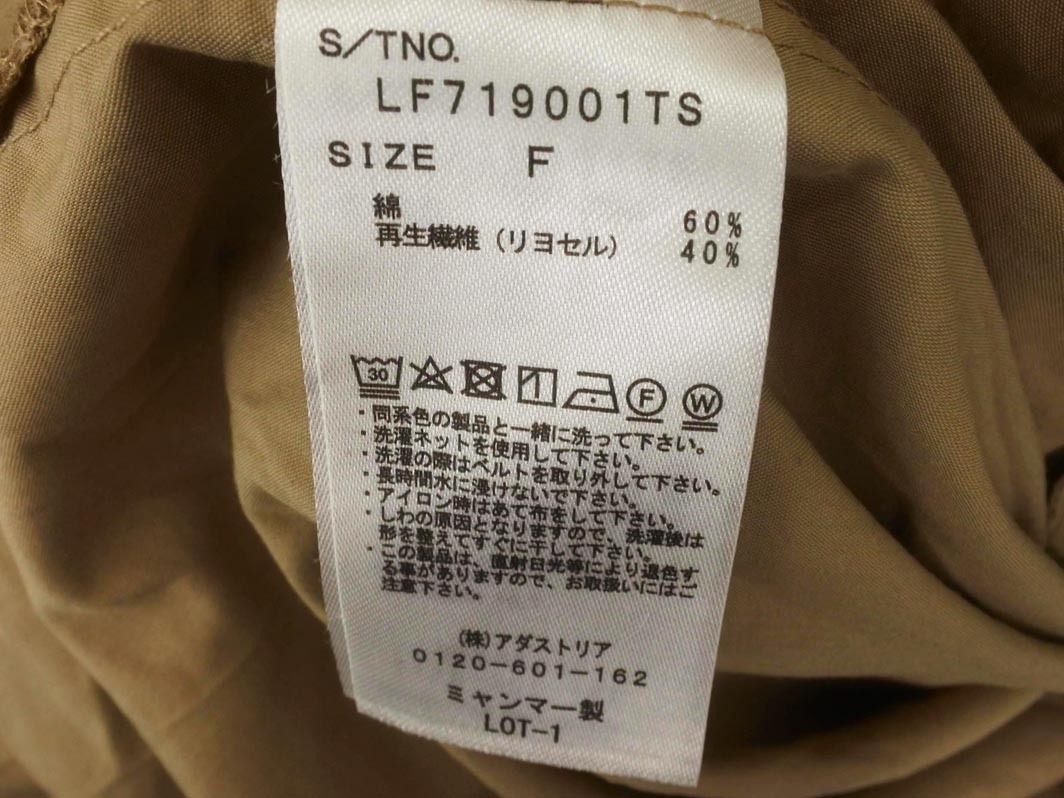 S/TNO.
LF719001TS
SIZE F
綿 60%
再生繊維（リヨセル） 40%
30 F W
・同系色の製品と一緒に洗って下さい。
・洗濯ネットを使用して下さい。
・洗濯の際はベルトを取り外して下さい。
・長時間水に浸けないで下さい。
・アイロン時はあて布をして下さい。
・しわの原因となりますので、洗濯後は
形を整えてすぐに干して下さい。
・この製品は、直射日光等により退色す
る事がありますので、お取扱いにはご
注意下さい。
(株)アダストリア
0120-601-162
ミャンマー製
LOT-1